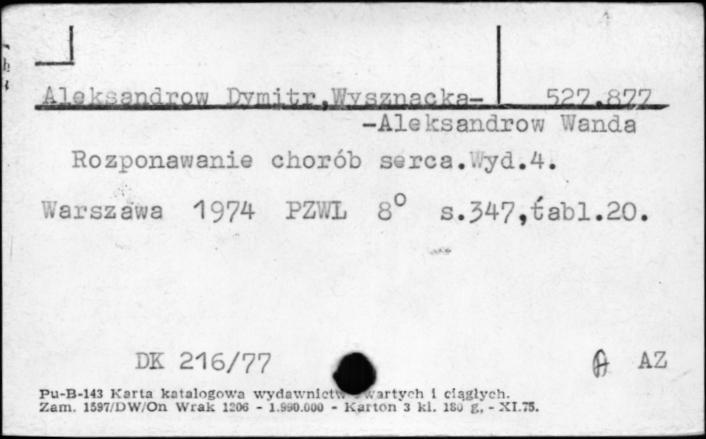 Aleksandrow Dymitr,Wysznacka- 527.877
-Aleksandrow Wanda
Rozponawanie chorób serca.Wyd.4.
Warszawa 1974 PZWL 8° s.347,tabl.20.
DK 216/77 AZ
Pu-B-143 Karta katalogowa wydawnictw zwartych i ciągłych.
Zam. 1597/DW/On Wrak 1206 - 1.990.000 - Karton 3 kl. 180 g, - XI.75.